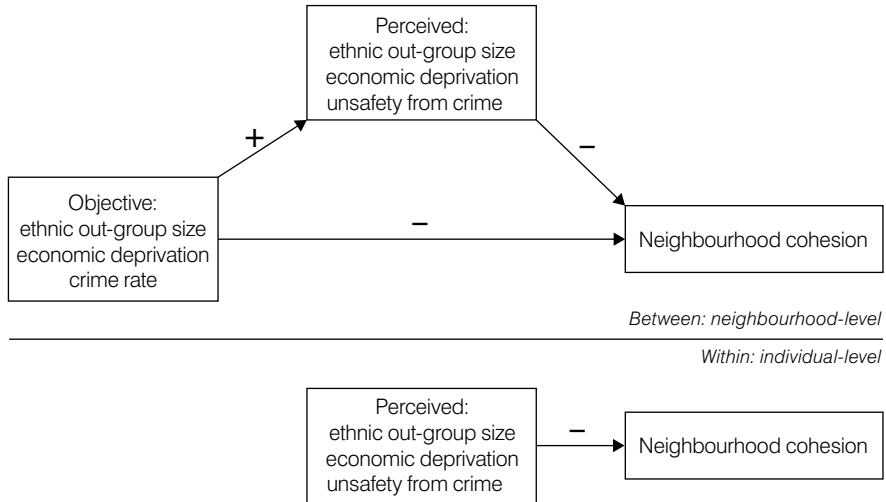 Perceived:
ethnic out-group size
economic deprivation
unsafety from crime
+
–
Objective:
ethnic out-group size
economic deprivation
crime rate
–
Neighbourhood cohesion
Between: neighbourhood-level
Within: individual-level
Perceived:
ethnic out-group size
economic deprivation
unsafety from crime
–
Neighbourhood cohesion